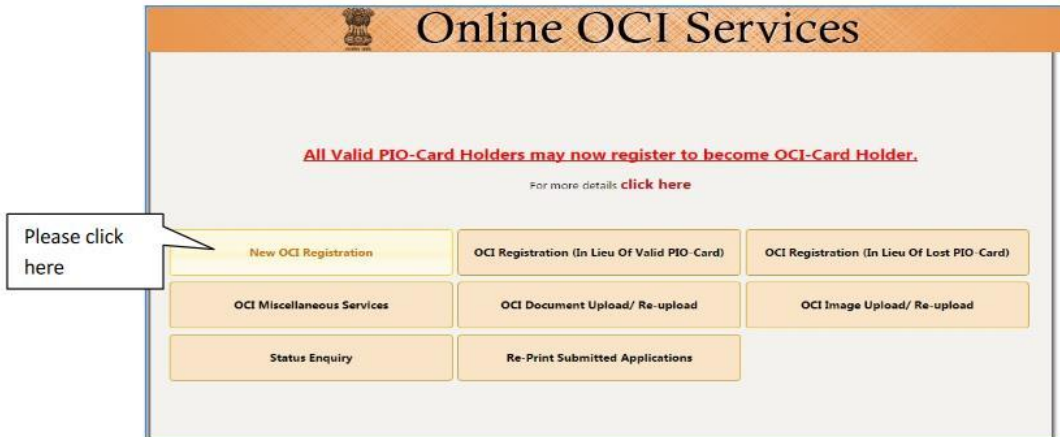 Online OCI Services
All Valid PIO-Card Holders may now register to become OCI-Card Holder.
For more details click here
Please click
here
New OCI Registration
OCI Registration (In Lieu Of Valid PIO-Card)
OCI Registration (In Lieu Of Lost PIO-Card)
OCI Miscellaneous Services
OCI Document Upload/ Re-upload
OCI Image Upload/ Re-upload
Status Enquiry
Re-Print Submitted Applications